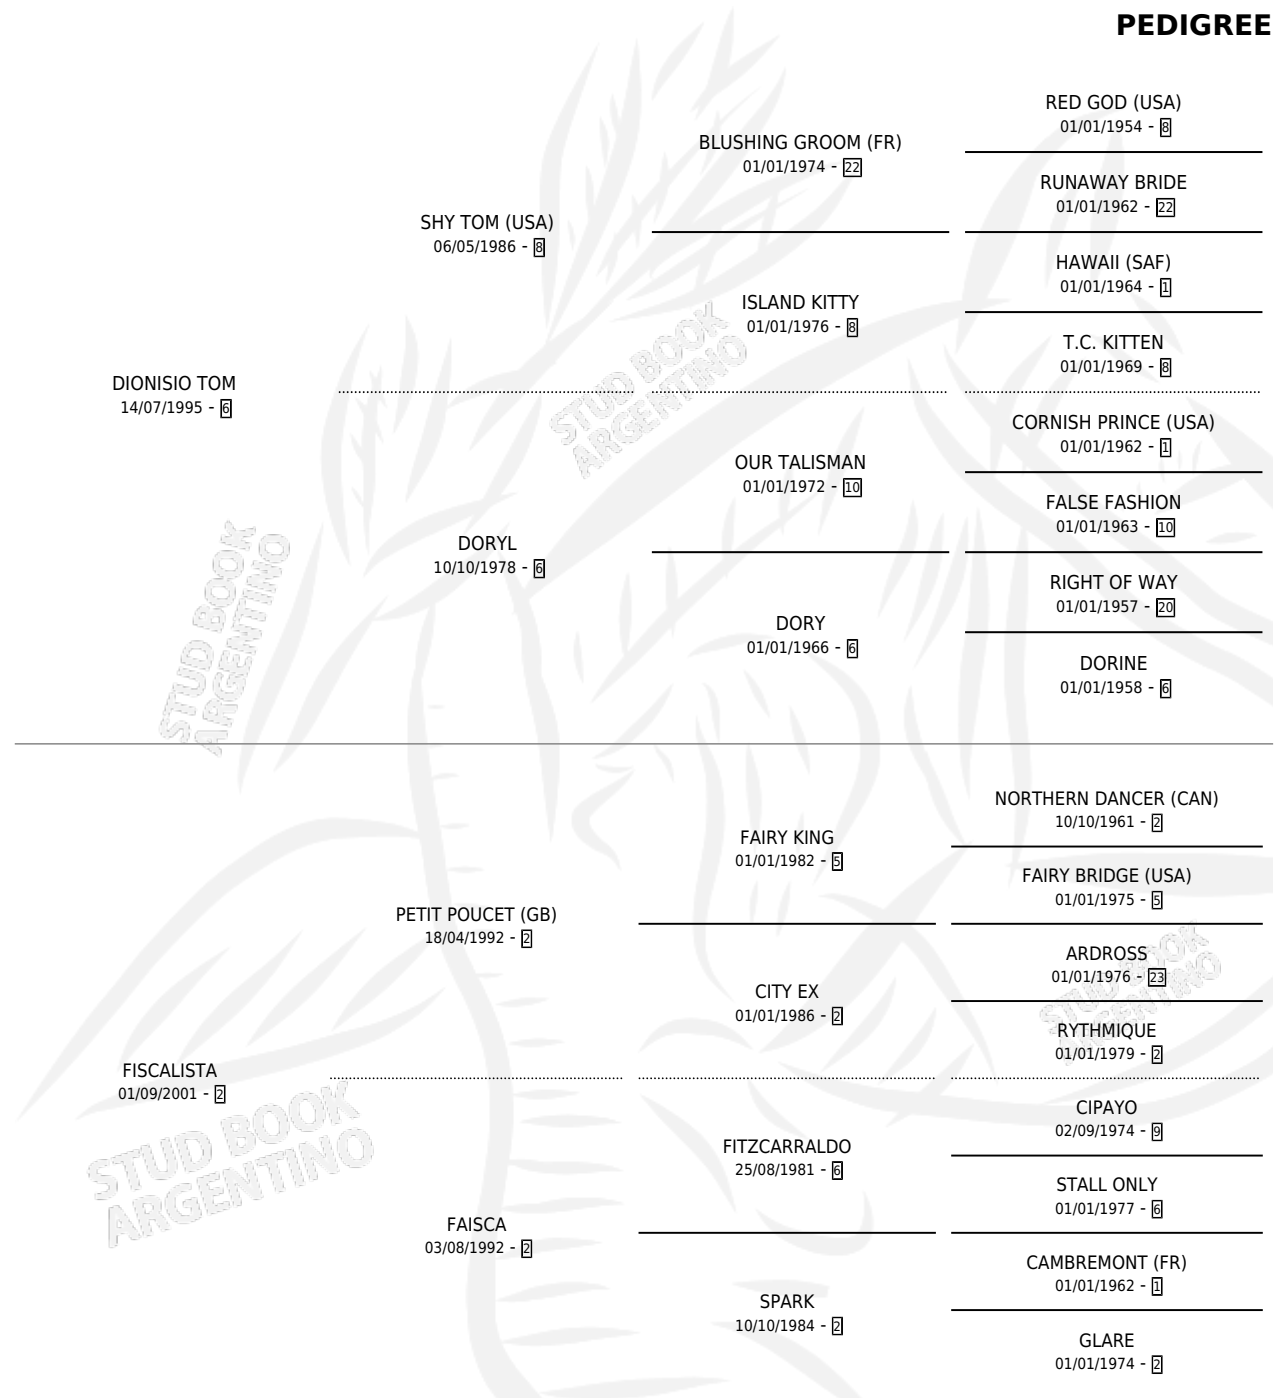 PEDIGREE
RED GOD (USA)
01/01/1954 - 8
BLUSHING GROOM (FR)
01/01/1974 - 22
RUNAWAY BRIDE
01/01/1962 - 22
SHY TOM (USA)
06/05/1986 - 8
HAWAII (SAF)
01/01/1964 - 1
ISLAND KITTY
01/01/1976 - 8
T.C. KITTEN
01/01/1969 - 8
DIONISIO TOM
14/07/1995 - 6
CORNISH PRINCE (USA)
01/01/1962 - 1
OUR TALISMAN
01/01/1972 - 10
FALSE FASHION
01/01/1963 - 10
DORYL
10/10/1978 - 6
RIGHT OF WAY
01/01/1957 - 20
DORY
01/01/1966 - 6
DORINE
01/01/1958 - 6
NORTHERN DANCER (CAN)
10/10/1961 - 2
FAIRY KING
01/01/1982 - 5
FAIRY BRIDGE (USA)
01/01/1975 - 5
PETIT POUCET (GB)
18/04/1992 - 2
ARDROSS
01/01/1976 - 23
CITY EX
01/01/1986 - 2
RYTHMIQUE
01/01/1979 - 2
FISCALISTA
01/09/2001 - 2
CIPAYO
02/09/1974 - 9
FITZCARRALDO
25/08/1981 - 6
STALL ONLY
01/01/1977 - 6
FAISCA
03/08/1992 - 2
CAMBREMONT (FR)
01/01/1962 - 1
SPARK
10/10/1984 - 2
GLARE
01/01/1974 - 2
STUD BOOK
ARGENTINO
STUD BOOK
ARGENTINO
STUD BOOK
ARGENTINO
STUD BOOK
ARGENTINO